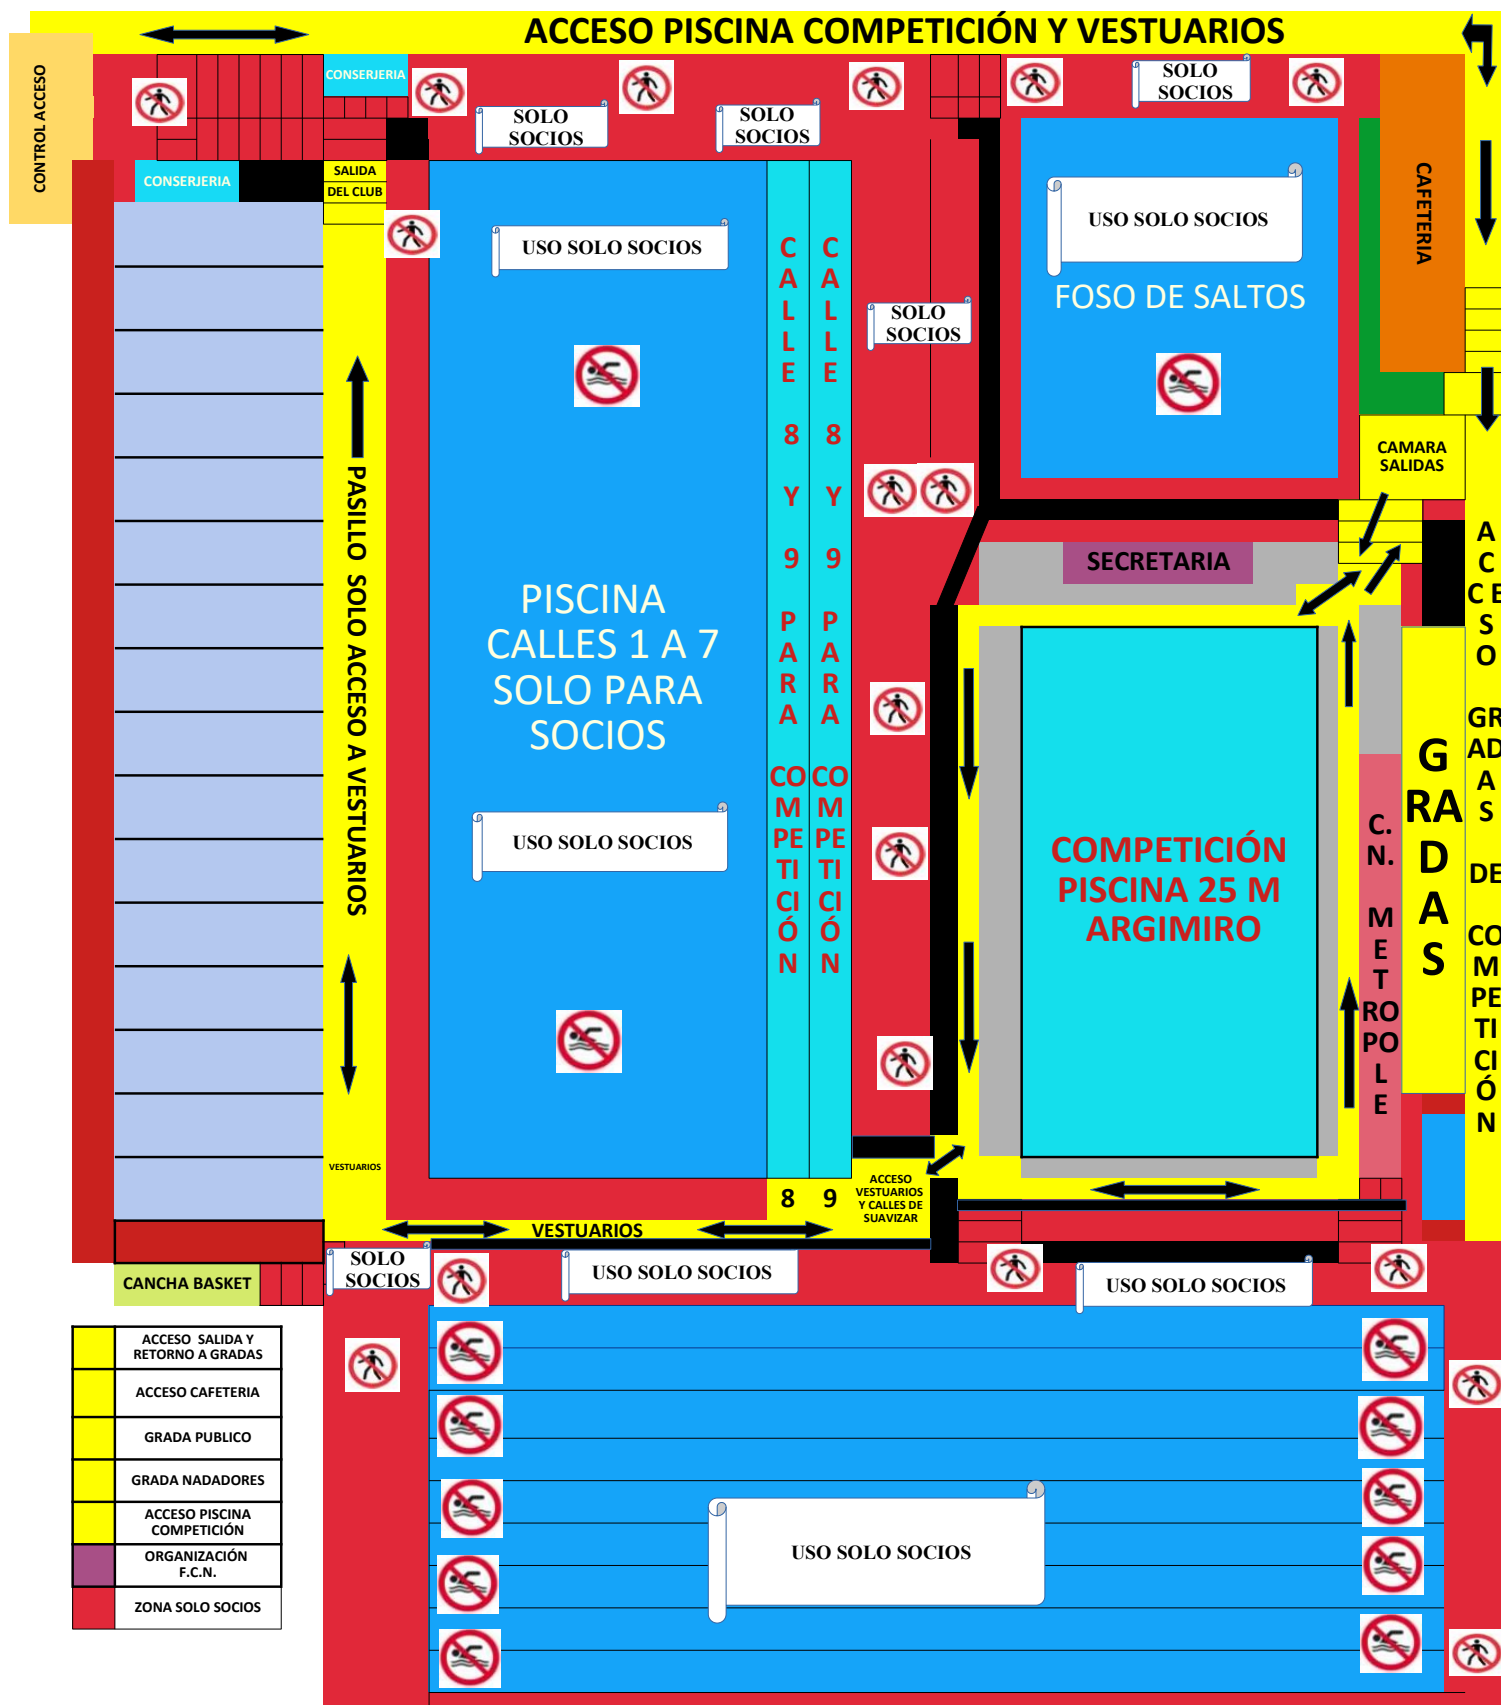 ACCESO PISCINA COMPETICIÓN Y VESTUARIOS
CONTROL ACCESO
CONSERJERIA
SOLO
SOCIOS
SOLO
SOCIOS
SOLO
SOCIOS
CONSERJERIA
SALIDA
DEL CLUB
CAFETERIA
USO SOLO SOCIOS
USO SOLO SOCIOS
FOSO DE SALTOS
SOLO
SOCIOS
CALLE 8 Y 9 PARA COMPETICIÓN
CALLE 8 Y 9 PARA COMPETICIÓN
PASILLO SOLO ACCESO A VESTUARIOS
CAMARA
SALIDAS
SECRETARIA
PISCINA
CALLES 1 A 7
SOLO PARA
SOCIOS
USO SOLO SOCIOS
COMPETICIÓN
PISCINA 25 M
ARGIMIRO
C.N. METROPOLE
GRADAS
ACCESO GRADAS DE COMPETICIÓN
VESTUARIOS
8
9
ACCESO
VESTUARIOS
Y CALLES DE
SUAVIZAR
VESTUARIOS
SOLO
SOCIOS
USO SOLO SOCIOS
USO SOLO SOCIOS
CANCHA BASKET
ACCESO SALIDA Y
RETORNO A GRADAS
ACCESO CAFETERIA
GRADA PUBLICO
GRADA NADADORES
ACCESO PISCINA
COMPETICIÓN
ORGANIZACIÓN
F.C.N.
ZONA SOLO SOCIOS
USO SOLO SOCIOS